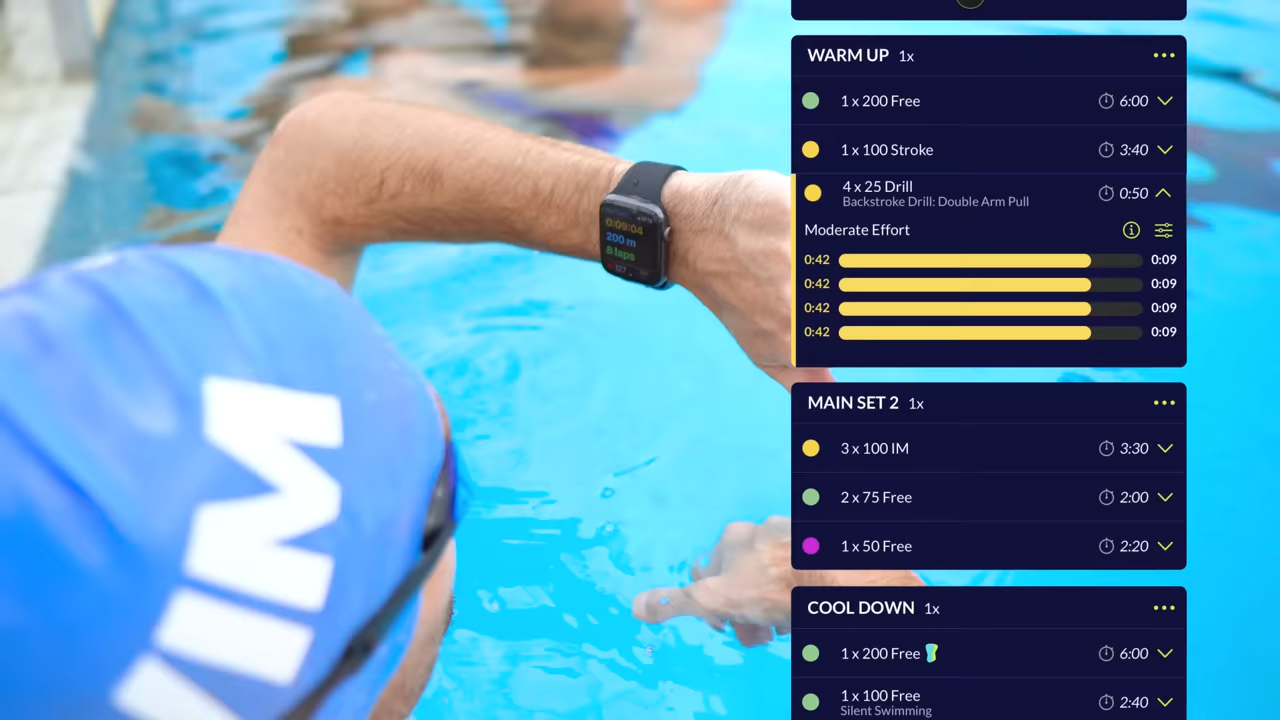 WARM UP 1x
1 x 200 Free 6:00
1 x 100 Stroke 3:40
4 x 25 Drill 0:50
Backstroke Drill: Double Arm Pull
Moderate Effort
0:42 0:09
0:42 0:09
0:42 0:09
0:42 0:09
MAIN SET 2 1x
3 x 100 IM 3:30
2 x 75 Free 2:00
1 x 50 Free 2:20
COOL DOWN 1x
1 x 200 Free 6:00
1 x 100 Free 2:40
Silent Swimming
0:09:04
200 m
8 laps
127
IM